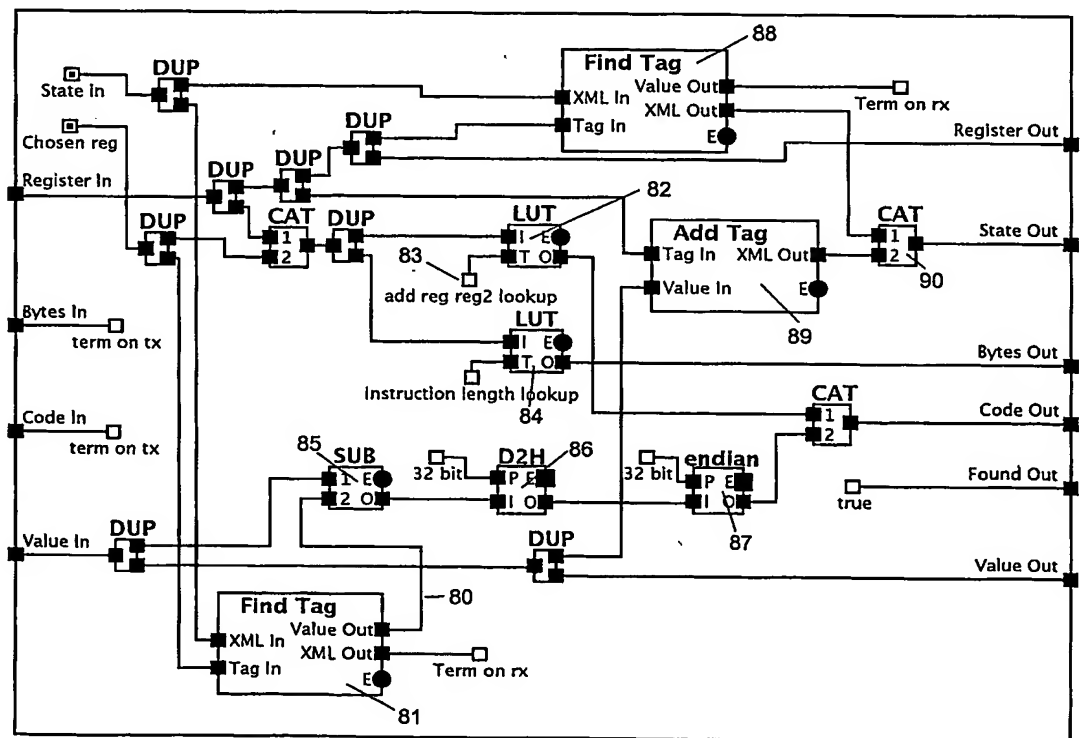 88
DUP
Find Tag
State in
Value Out
XML In
XML Out
Term on rx
Tag In
E
Chosen reg
DUP
Register Out
DUP
DUP
Register In
82
CAT
DUP
LUT
CAT
DUP
1
2
I E
T O
Add Tag
Tag In
XML Out
1
2
State Out
83
90
add reg reg2 lookup
Value In
E
Bytes In
term on tx
LUT
I E
T O
89
Bytes Out
Instruction length lookup
84
CAT
Code In
term on tx
1
2
Code Out
85
SUB
86
D2H
endian
32 bit
32 bit
1 E
2 O
P E
I O
P E
I O
Found Out
true
87
Value In
DUP
DUP
Value Out
80
Find Tag
Value Out
XML In
XML Out
Tag In
Term on rx
E
81